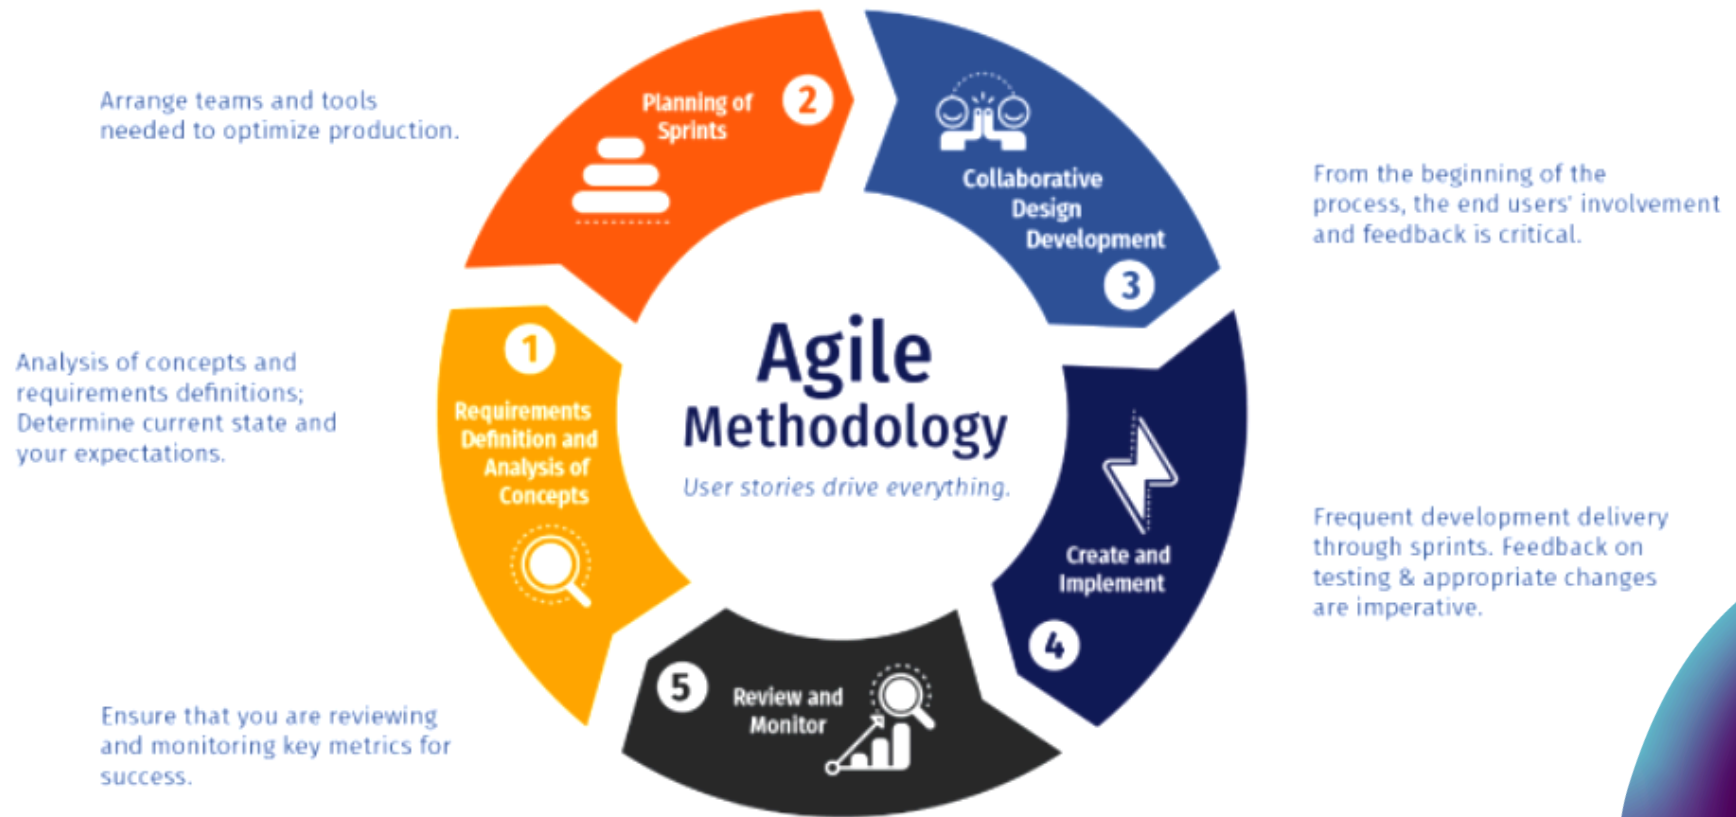 Arrange teams and tools
needed to optimize production.
Planning of
Sprints
2
Collaborative
Design
Development
3
From the beginning of the
process, the end users' involvement
and feedback is critical.
Analysis of concepts and
requirements definitions;
Determine current state and
your expectations.
1
Requirements
Definition and
Analysis of
Concepts
Agile
Methodology
User stories drive everything.
Create and
Implement
4
Frequent development delivery
through sprints. Feedback on
testing & appropriate changes
are imperative.
Ensure that you are reviewing
and monitoring key metrics for
success.
5
Review and
Monitor